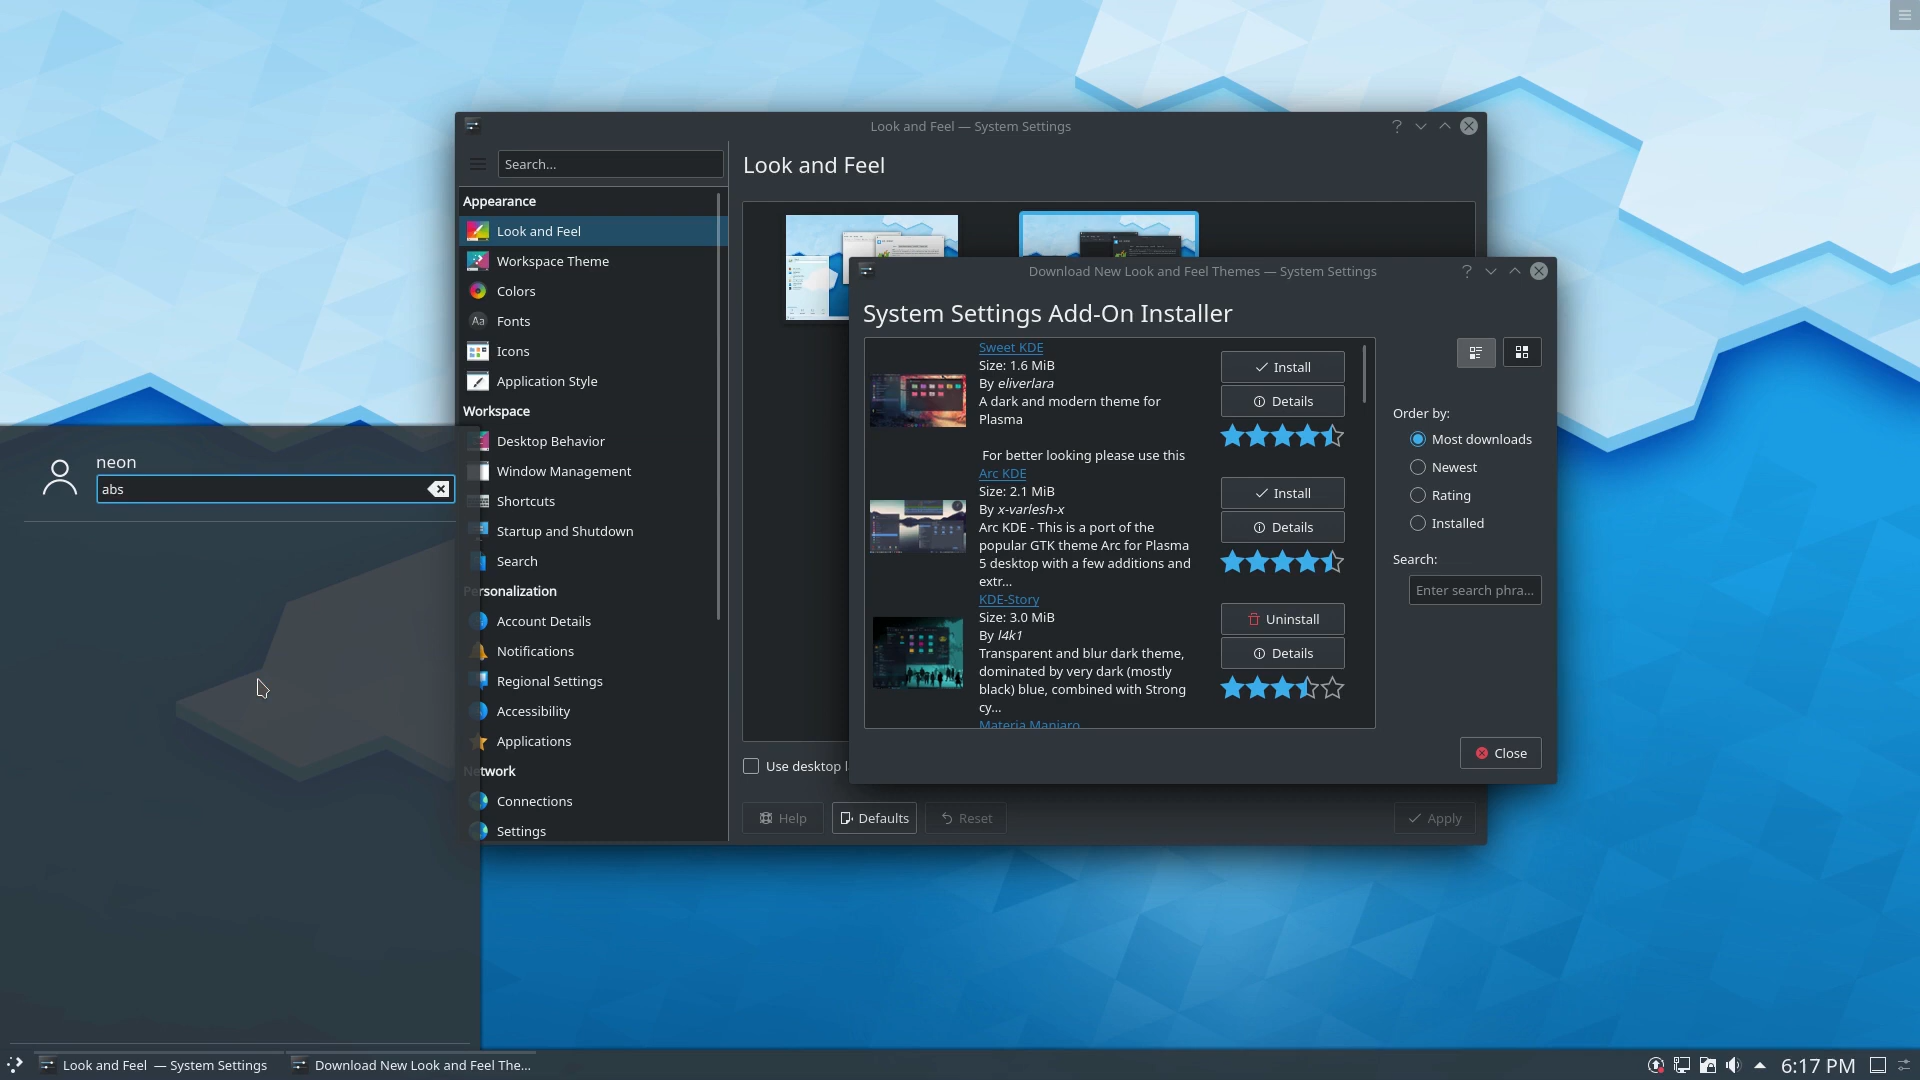 Look and Feel — System Settings
Search...
Look and Feel
Appearance
Look and Feel
Workspace Theme
Colors
Fonts
Icons
Application Style
Workspace
Desktop Behavior
Window Management
Shortcuts
Startup and Shutdown
Search
Personalization
Account Details
Notifications
Regional Settings
Accessibility
Applications
Network
Connections
Settings
Use desktop l
Help
Defaults
Reset
Apply
Download New Look and Feel Themes — System Settings
System Settings Add-On Installer
Sweet KDE
Size: 1.6 MiB
By eliverlara
A dark and modern theme for
Plasma
For better looking please use this
Install
Details
Arc KDE
Size: 2.1 MiB
By x-varlesh-x
Arc KDE - This is a port of the
popular GTK theme Arc for Plasma
5 desktop with a few additions and
extr...
Install
Details
KDE-Story
Size: 3.0 MiB
By l4k1
Transparent and blur dark theme,
dominated by very dark (mostly
black) blue, combined with Strong
cy...
Uninstall
Details
Materia Manjaro
Order by:
Most downloads
Newest
Rating
Installed
Search:
Enter search phra...
Close
neon
abs
Look and Feel — System Settings
Download New Look and Feel The...
6:17 PM